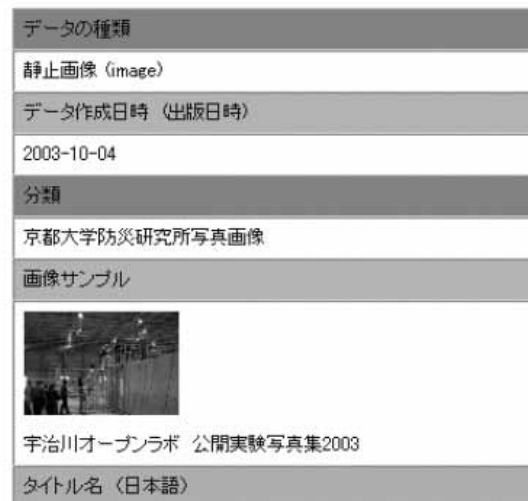 データの種類
静止画像 (image)
データ作成日時 (出版日時)
2003-10-04
分類
京都大学防災研究所写真画像
画像サンプル
宇治川オープンラボ 公開実験写真集2003
タイトル名 (日本語)